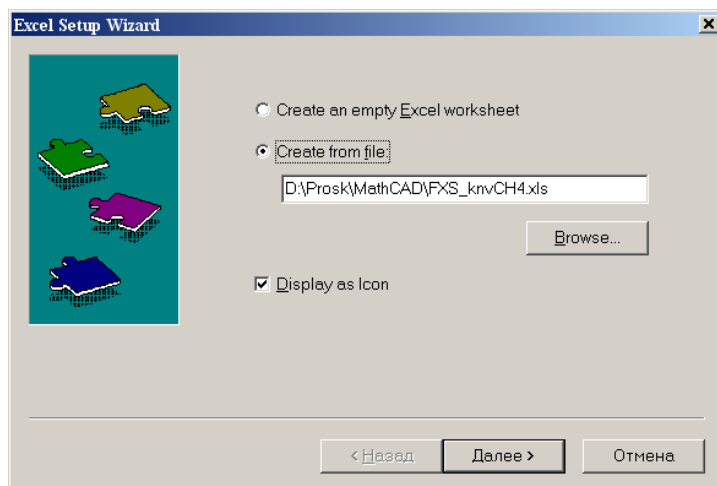 Excel Setup Wizard
Create an empty Excel worksheet
Create from file:
D:\Prosk\MathCAD\FXS_knvCH4.xls
Browse...
Display as Icon
< Назад
Далее >
Отмена